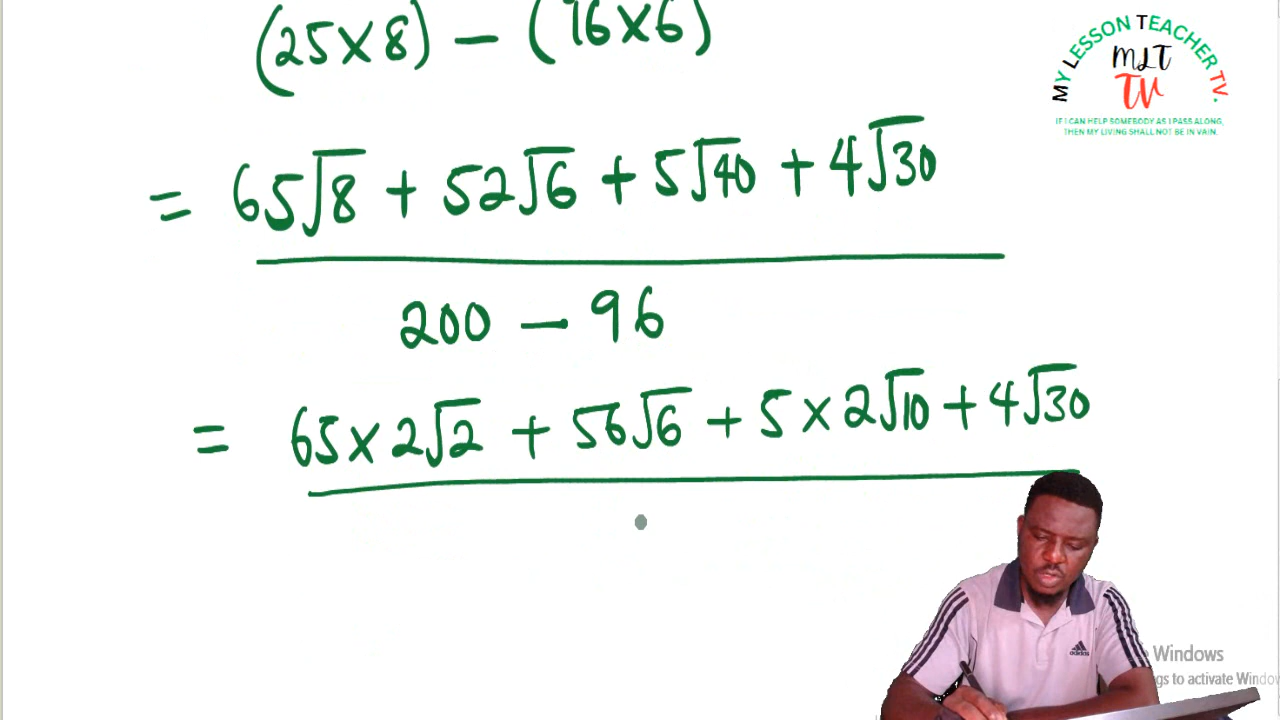 (25×8) − (16×6)
MY LESSON TEACHER TV.
MLT
TV
IF I CAN HELP SOMEBODY AS I PASS ALONG,
THEN MY LIVING SHALL NOT BE IN VAIN.
= 65√8 + 52√6 + 5√40 + 4√30
200 − 96
= 65×2√2 + 56√6 + 5×2√10 + 4√30
adidas
Windows
to activate Windo